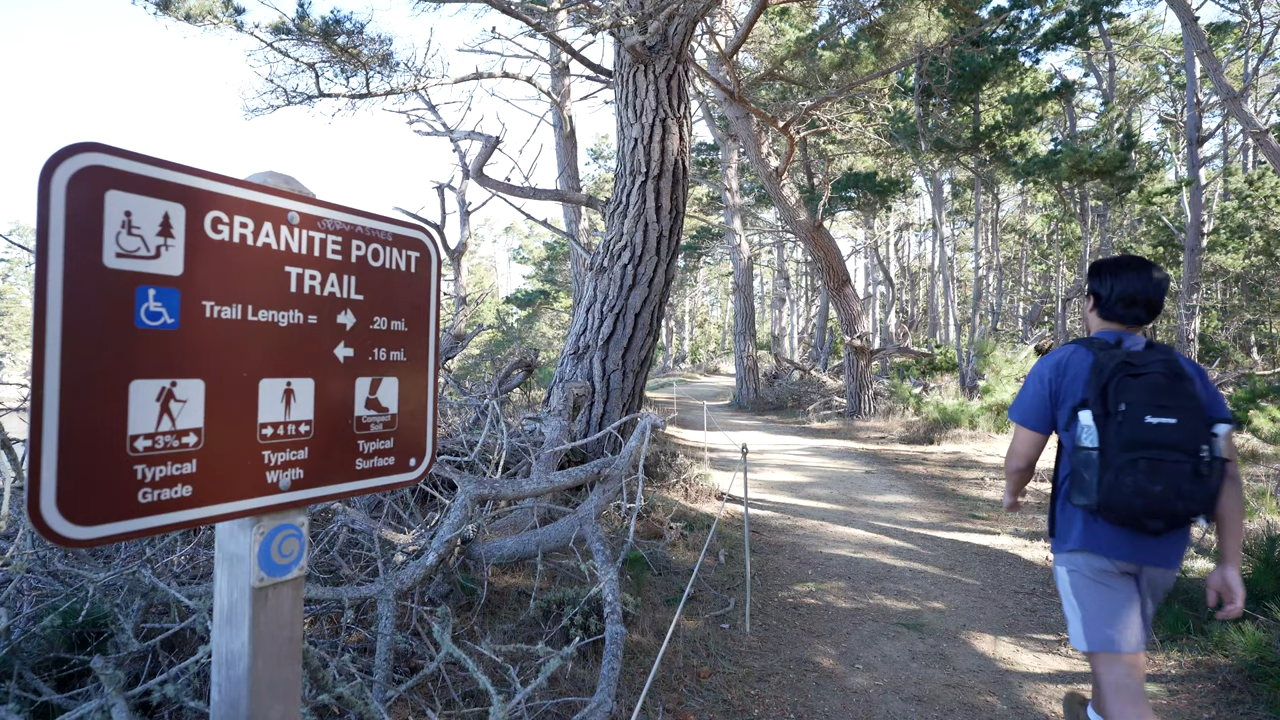 GRANITE POINT
TRAIL
Trail Length = → .20 mi.
← .16 mi.
3%
Typical
Grade
4 ft
Typical
Width
Compact
Soil
Typical
Surface
Supreme